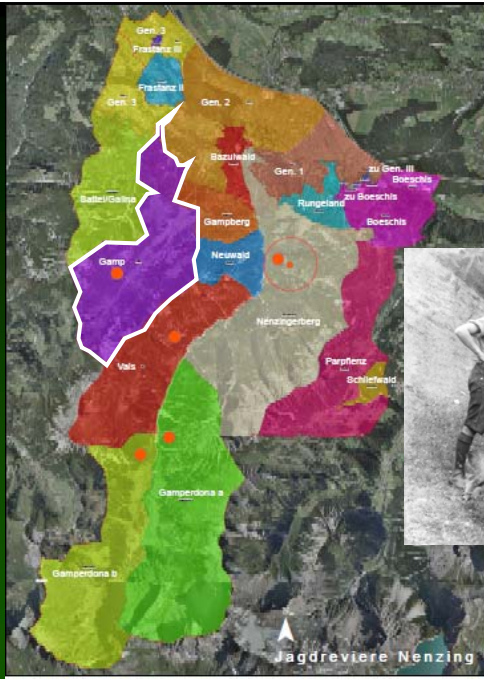 Gen. 3
Frastanz III
Frastanz II
Gen. 3
Gen. 2
Bazulwald
Gen. 1
zu Gen. III
Boeschis
zu Boeschis
Rungeland
Boeschis
Battel/Galina
Gampberg
Gamp
Neuwald
Nenzingerberg
Vals
Parpfienz
Schliefwald
Gamperdona a
Gamperdona b
Jagdreviere Nenzing